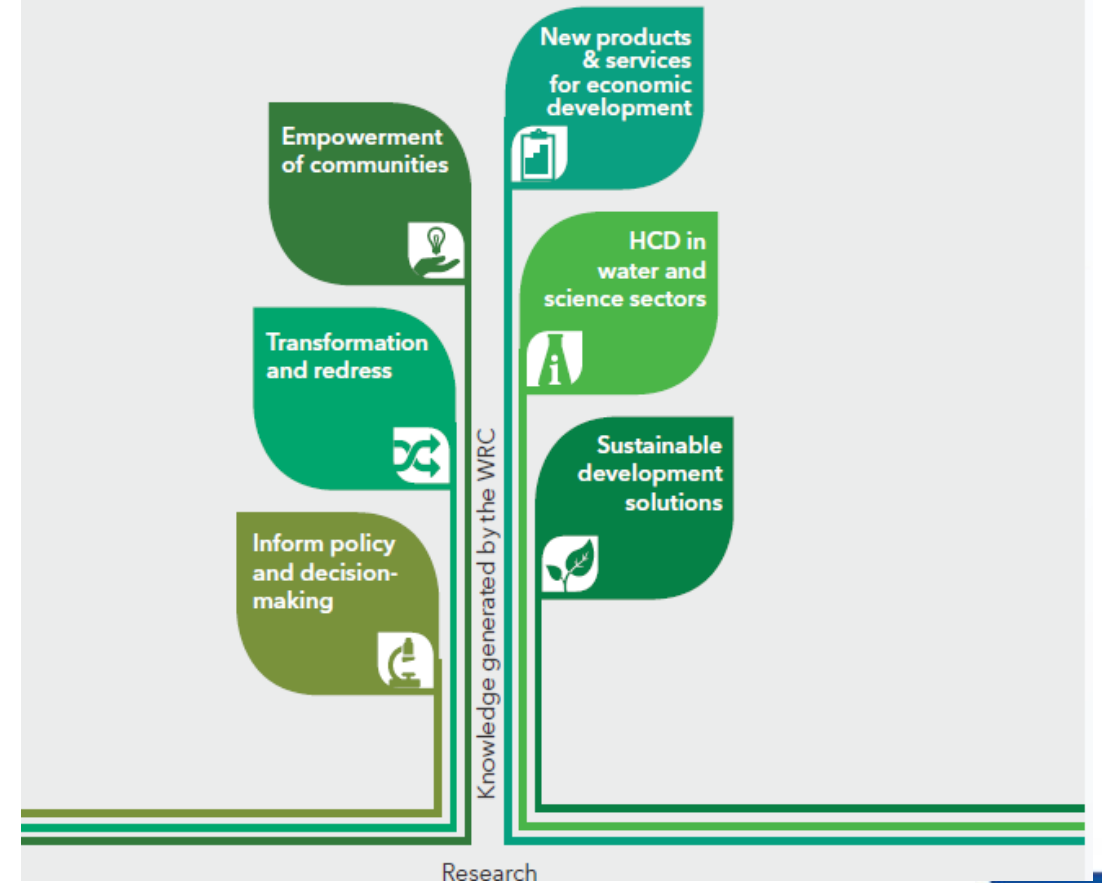 New products
& services
for economic
development
Empowerment
of communities
HCD in
water and
science sectors
i
Transformation
and redress
Sustainable
development
solutions
Inform policy
and decision-
making
Knowledge generated by the WRC
Research